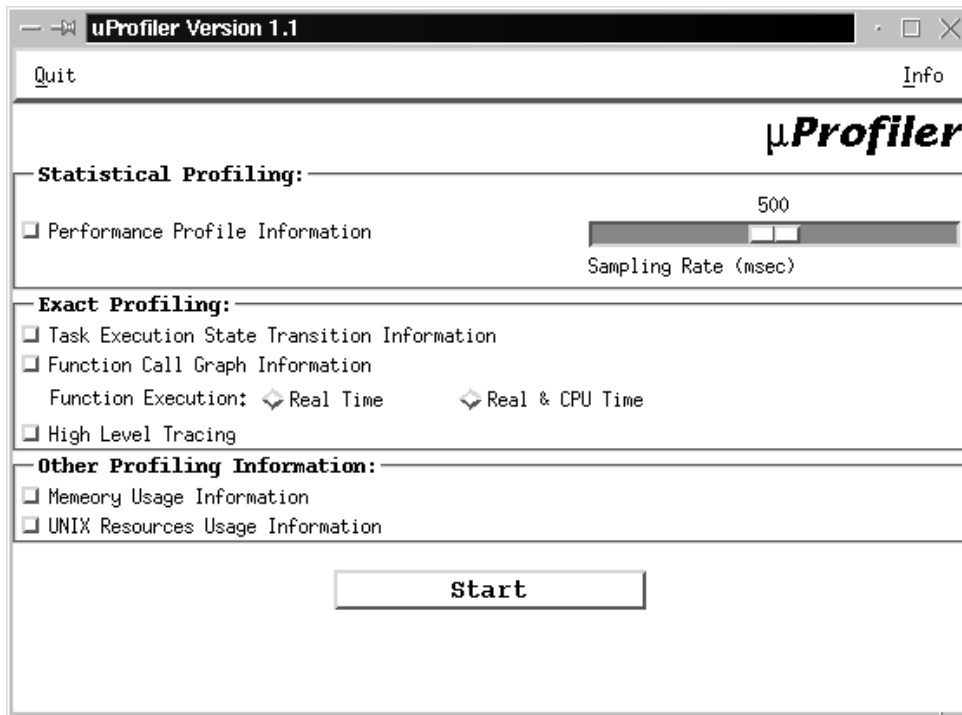 uProfiler Version 1.1
Quit Info
μProfiler
Statistical Profiling:
500
Performance Profile Information
Sampling Rate (msec)
Exact Profiling:
Task Execution State Transition Information
Function Call Graph Information
Function Execution: Real Time Real & CPU Time
High Level Tracing
Other Profiling Information:
Memeory Usage Information
UNIX Resources Usage Information
Start